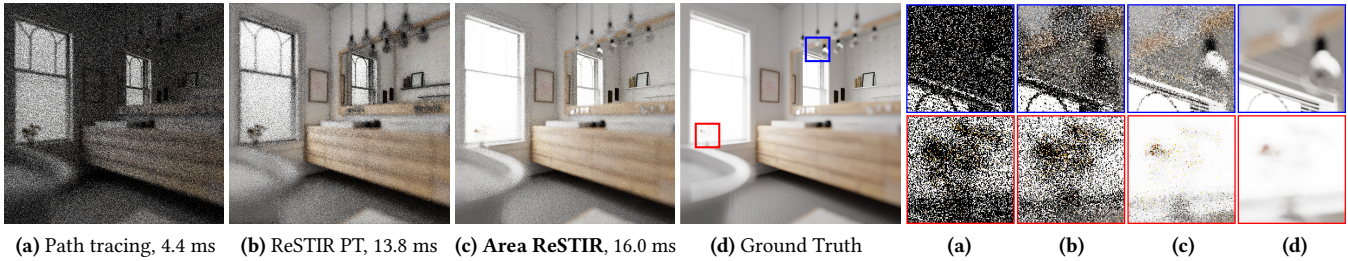 (a) Path tracing, 4.4 ms (b) ReSTIR PT, 13.8 ms (c) Area ReSTIR, 16.0 ms (d) Ground Truth (a) (b) (c) (d)